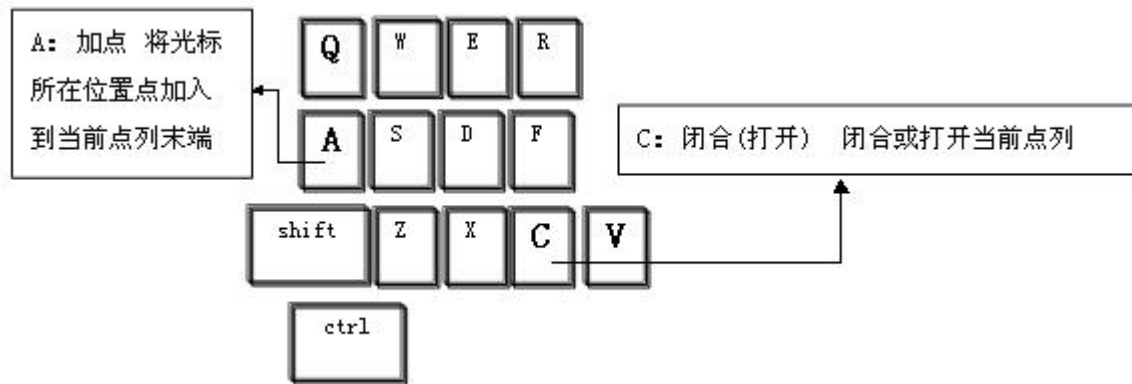 A: 加点 将光标
所在位置点加入
到当前点列末端
Q W E R
A S D F
C: 闭合(打开) 闭合或打开当前点列
shift Z X C V
ctrl